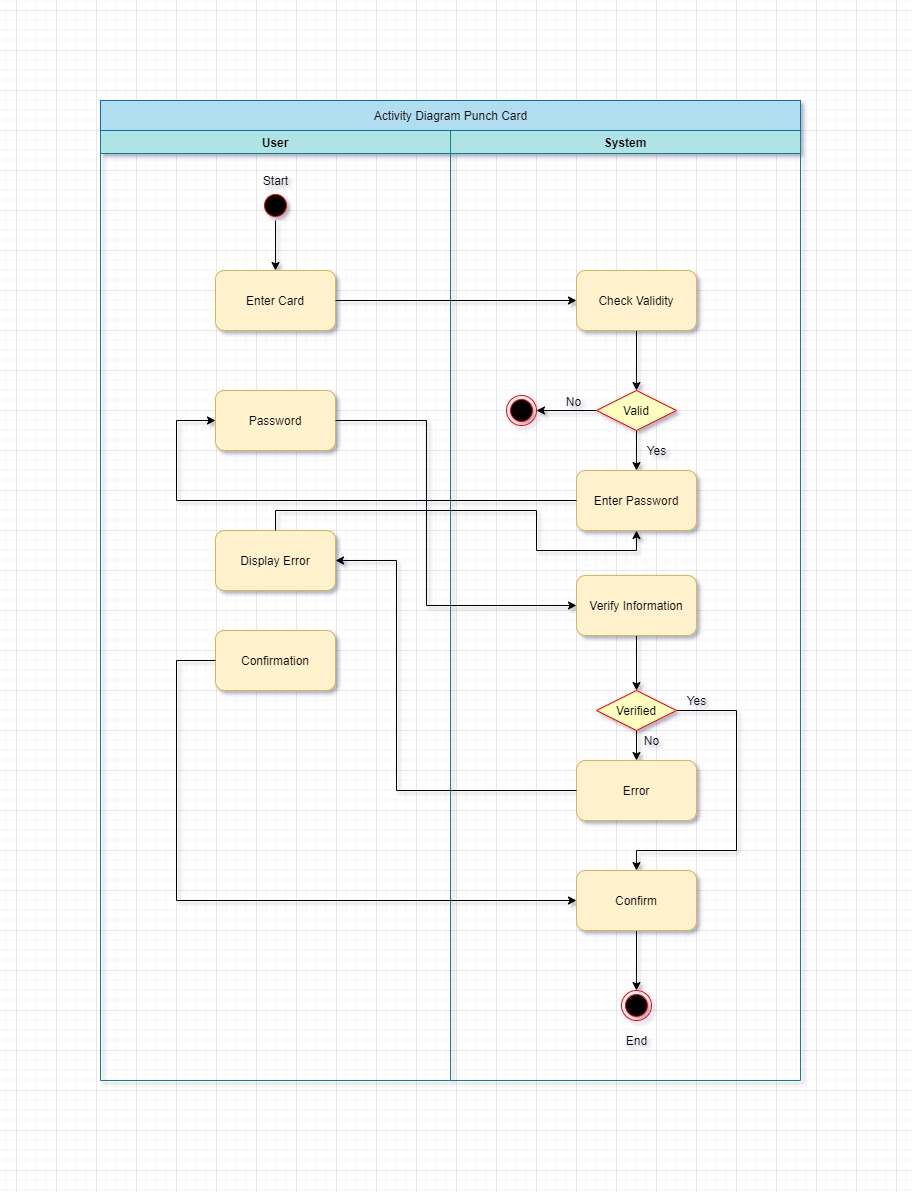 Activity Diagram Punch Card
User
System
Start
Enter Card
Check Validity
No
Valid
Password
Yes
Enter Password
Display Error
Verify Information
Confirmation
Yes
Verified
No
Error
Confirm
End